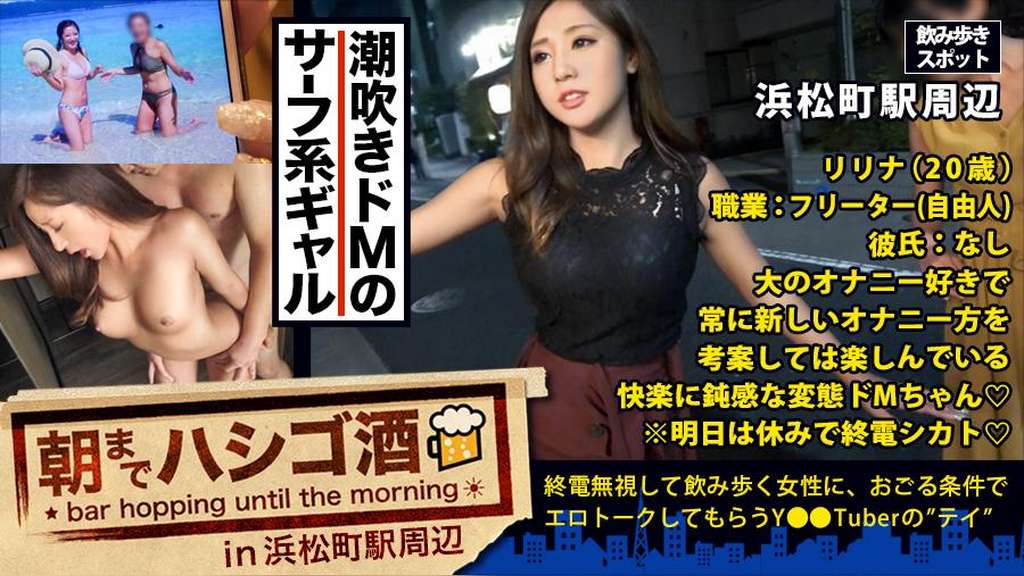 潮吹きドMの
サーフ系ギャル
飲み歩き
スポット
浜松町駅周辺
リリナ（20歳）
職業：フリーター(自由人)
彼氏：なし
大のオナニー好きで
常に新しいオナニー方を
考案しては楽しんでいる
快楽に鈍感な変態ドMちゃん♡
※明日は休みで終電シカト♡
朝までハシゴ酒
★bar hopping until the morning☀
in浜松町駅周辺
終電無視して飲み歩く女性に、おごる条件で
エロトークしてもらうY●●Tuberの”テイ”